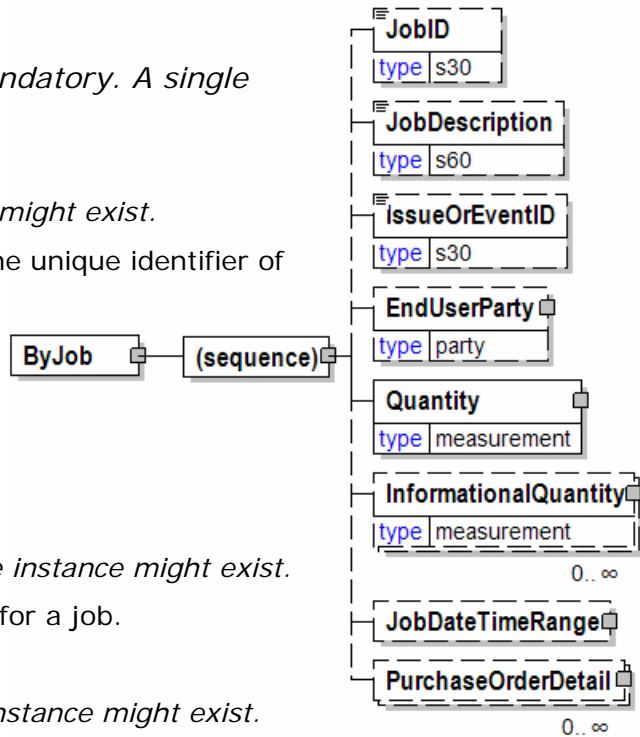 ndatory. A single
might exist.
ne unique identifier of
e instance might exist.
for a job.
nstance might exist.
ByJob
(sequence)
JobID
type s30
JobDescription
type s60
IssueOrEventID
type s30
EndUserParty
type party
Quantity
type measurement
InformationalQuantity
type measurement
0.. ∞
JobDateTimeRange
PurchaseOrderDetail
0.. ∞